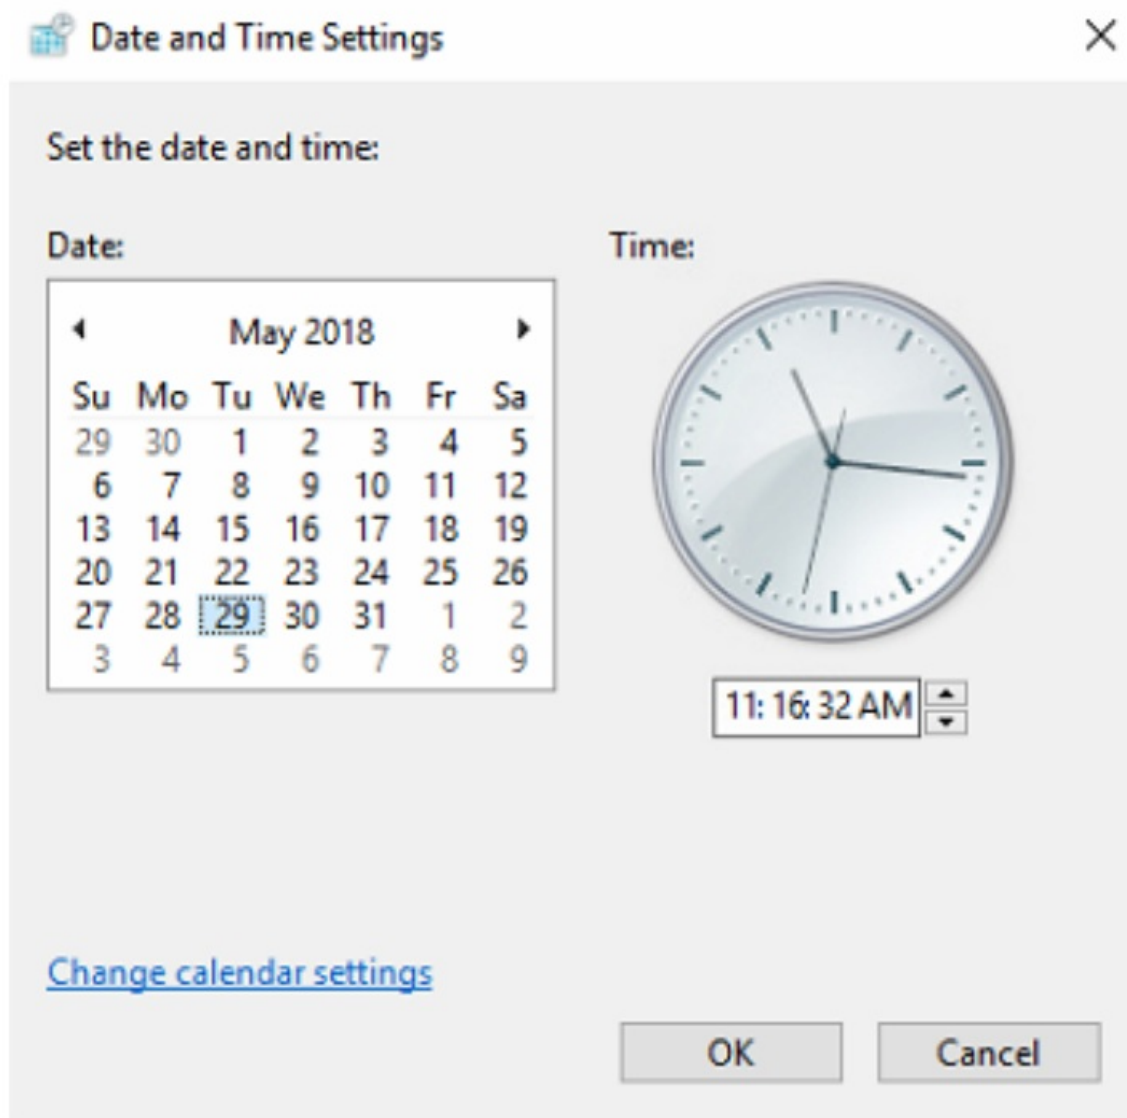 Date and Time Settings
Set the date and time:
Date:
Time:
May 2018
Su Mo Tu We Th Fr Sa
29 30 1 2 3 4 5
6 7 8 9 10 11 12
13 14 15 16 17 18 19
20 21 22 23 24 25 26
27 28 29 30 31 1 2
3 4 5 6 7 8 9
11: 16: 32 AM
Change calendar settings
OK
Cancel